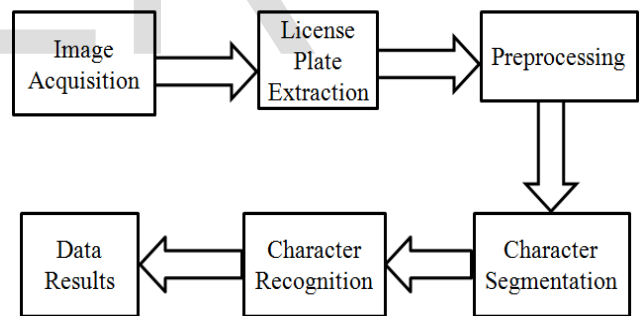 Image
Acquisition
License
Plate
Extraction
Preprocessing
Character
Segmentation
Character
Recognition
Data
Results